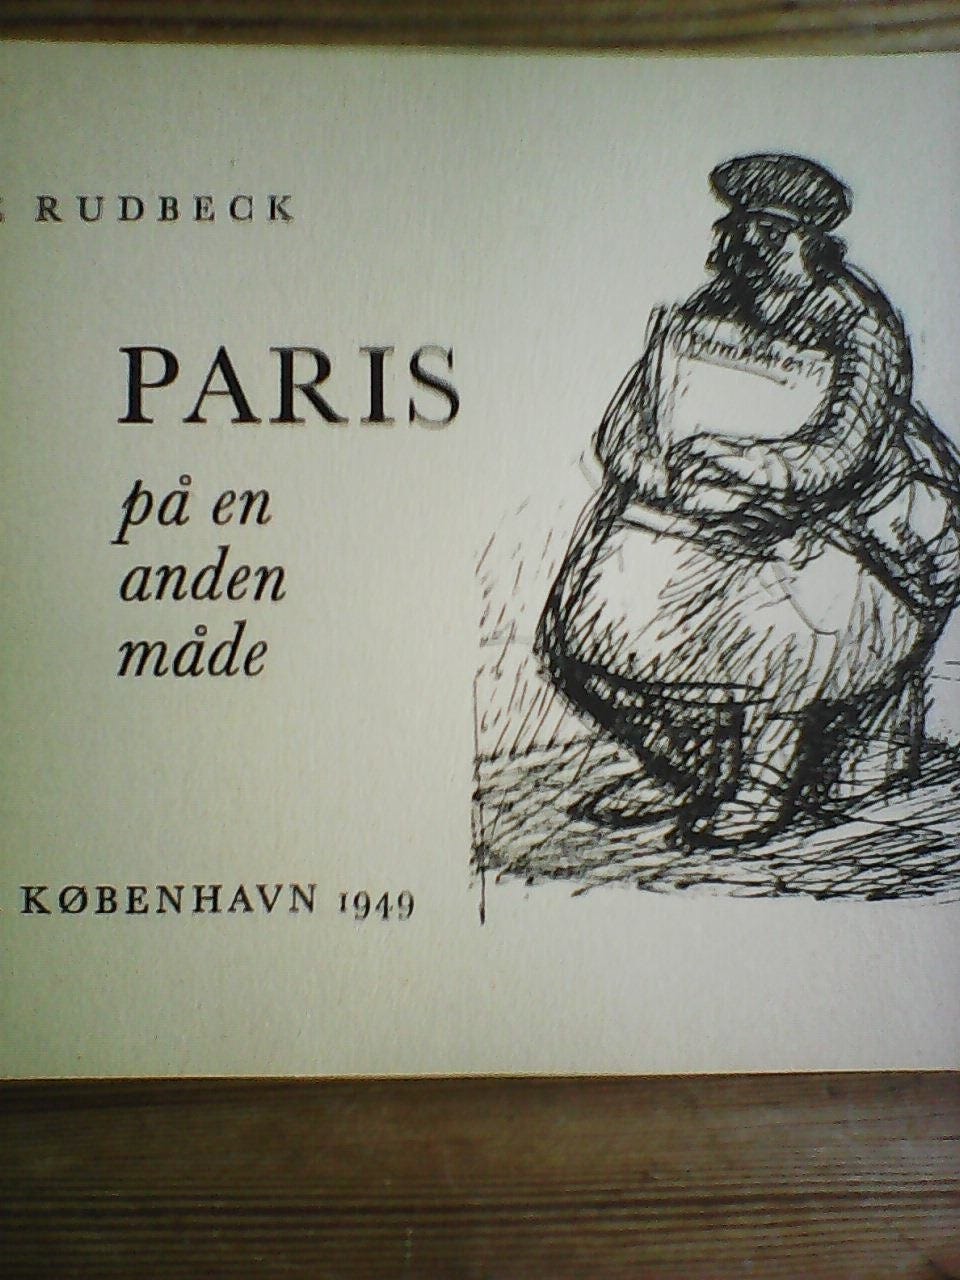 RUDBECK
PARIS
på en
anden
måde
KØBENHAVN 1949